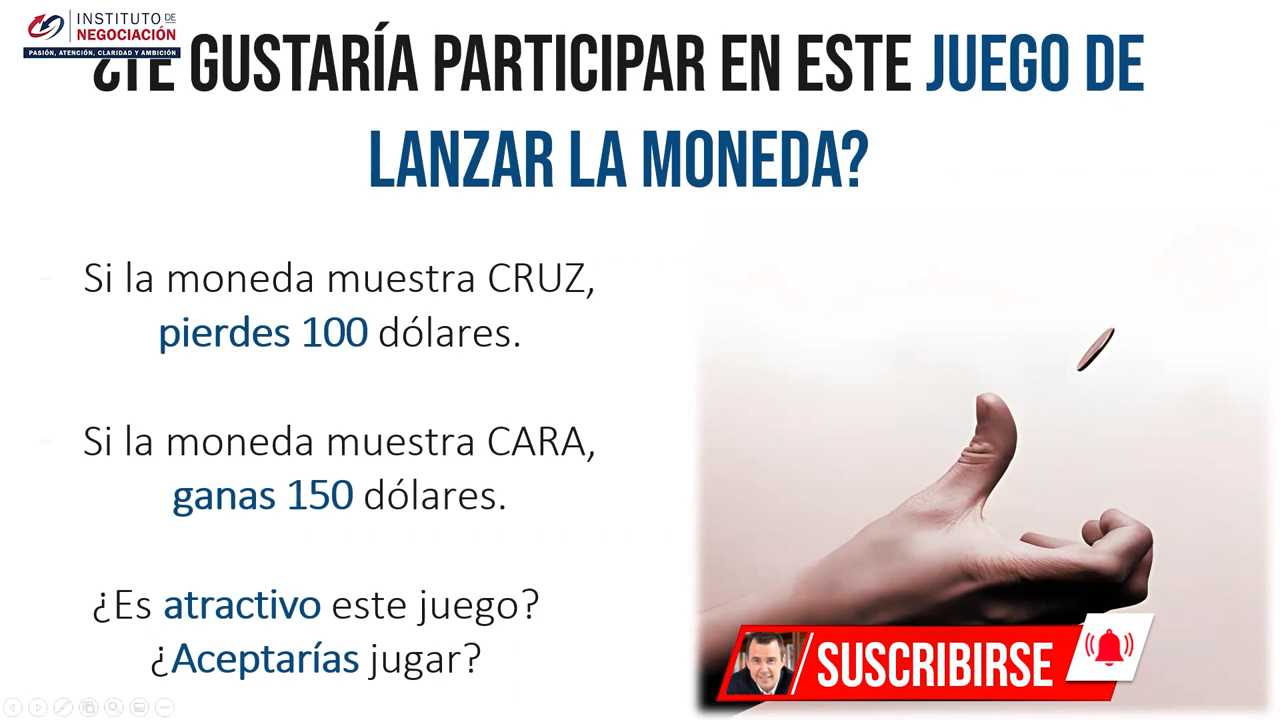 INSTITUTO DE
NEGOCIACIÓN
PASIÓN, ATENCIÓN, CLARIDAD Y AMBICIÓN
¿TE GUSTARÍA PARTICIPAR EN ESTE JUEGO DE
LANZAR LA MONEDA?
Si la moneda muestra CRUZ,
pierdes 100 dólares.
Si la moneda muestra CARA,
ganas 150 dólares.
¿Es atractivo este juego?
¿Aceptarías jugar?
SUSCRIBIRSE